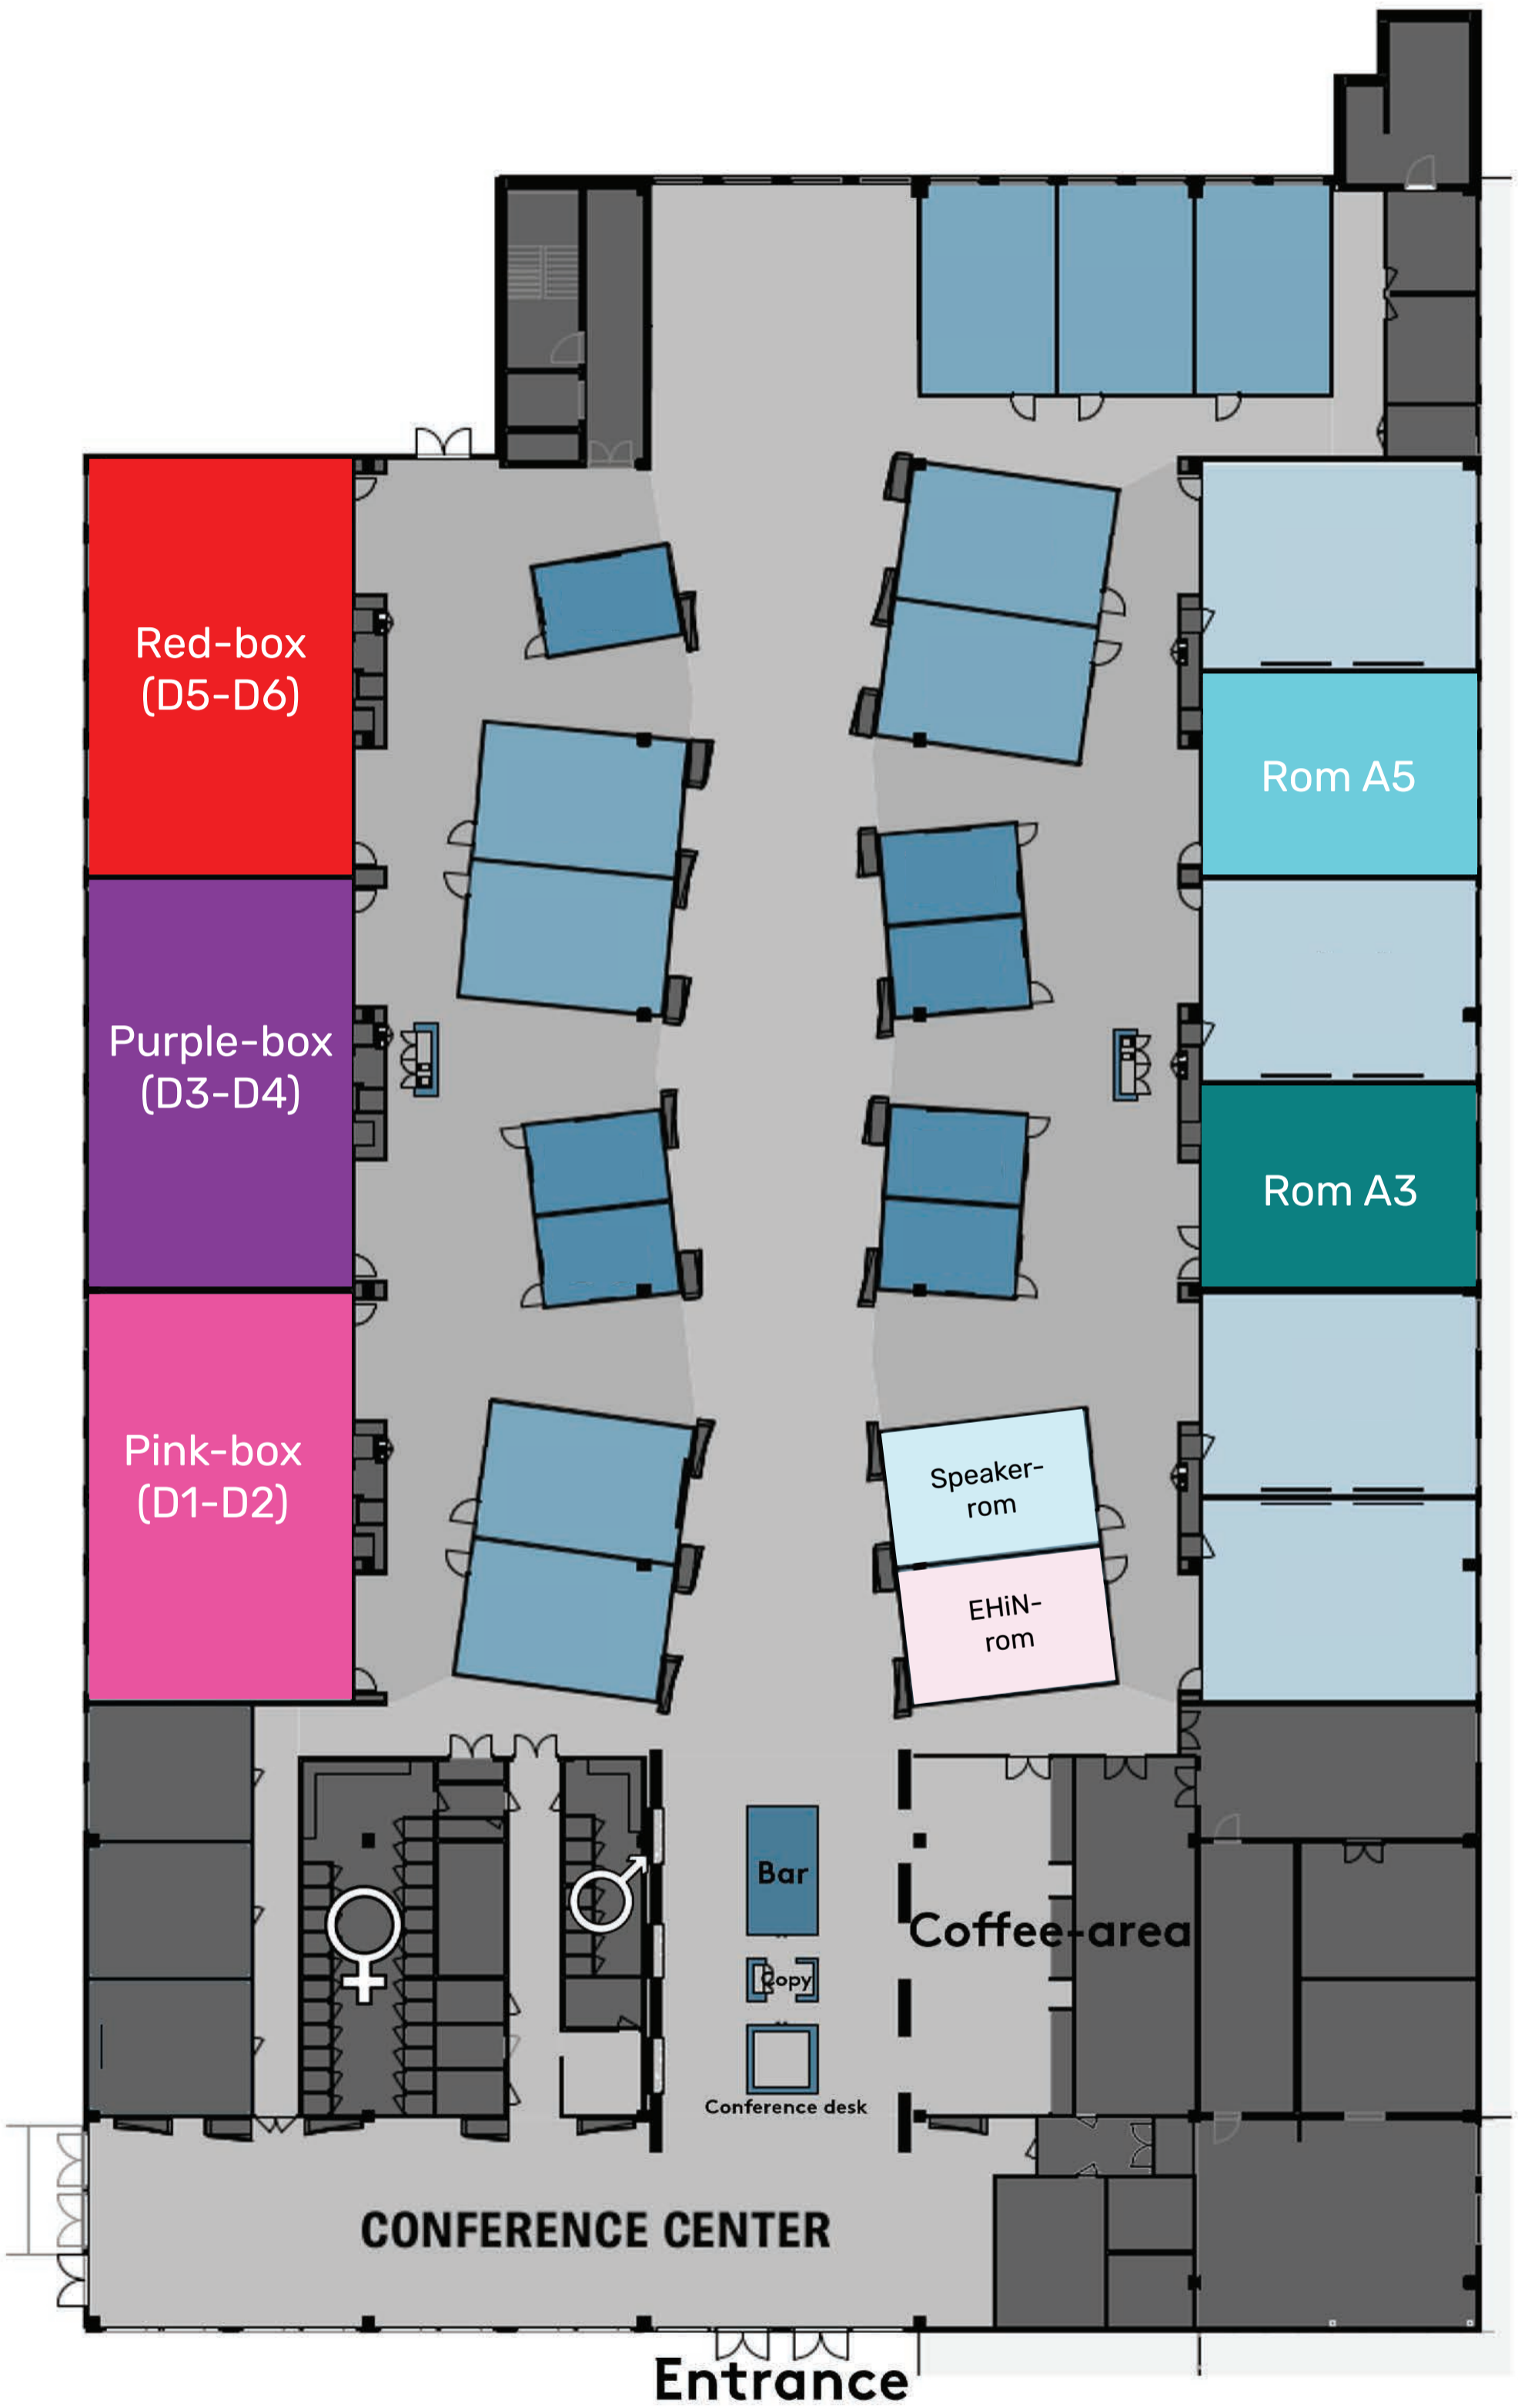 Red-box
(D5-D6)
Rom A5
Purple-box
(D3-D4)
Rom A3
Pink-box
(D1-D2)
Speaker-
rom
EHiN-
rom
Bar
Coffee-area
Copy
Conference desk
CONFERENCE CENTER
Entrance